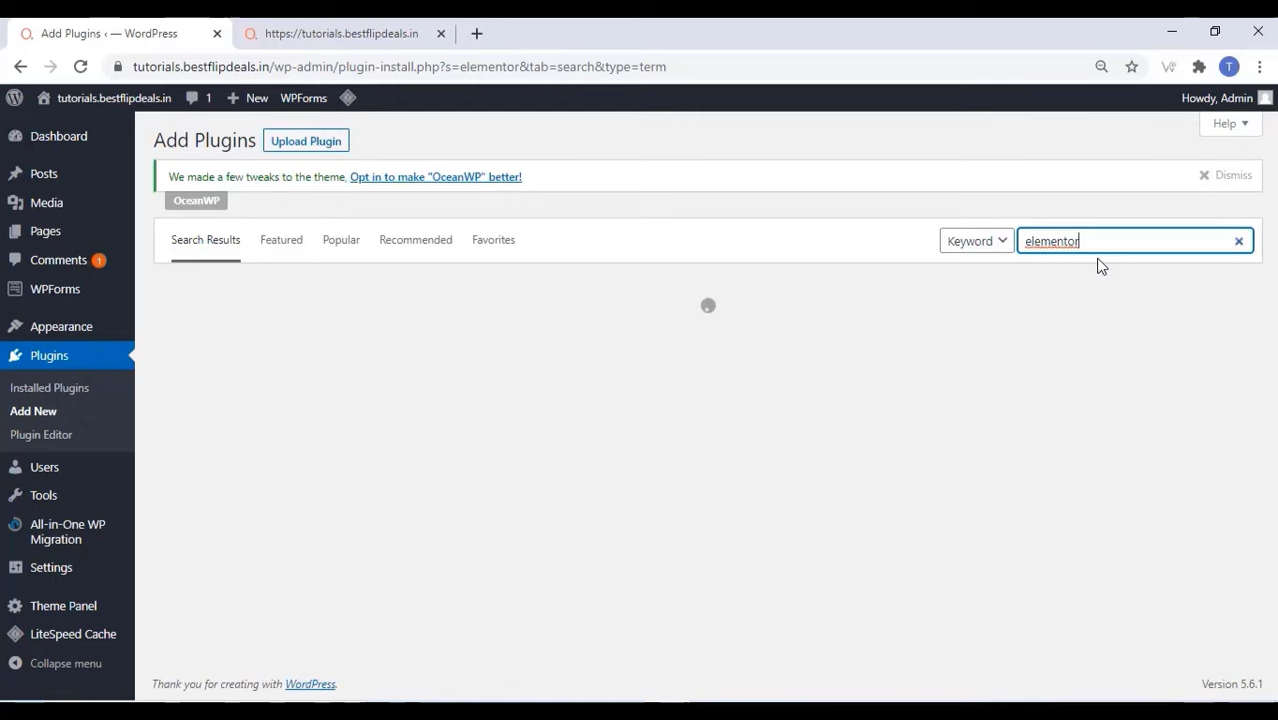 Add Plugins ‹ — WordPress
https://tutorials.bestflipdeals.in
tutorials.bestflipdeals.in/wp-admin/plugin-install.php?s=elementor&tab=search&type=term
T
tutorials.bestflipdeals.in
1
New
WPForms
Howdy, Admin
Dashboard
Posts
Media
Pages
Comments 1
WPForms
Appearance
Plugins
Installed Plugins
Add New
Plugin Editor
Users
Tools
All-in-One WP
Migration
Settings
Theme Panel
LiteSpeed Cache
Collapse menu
Help
Add Plugins
Upload Plugin
We made a few tweaks to the theme, Opt in to make "OceanWP" better!
Dismiss
OceanWP
Search Results
Featured
Popular
Recommended
Favorites
Keyword
elementor
Thank you for creating with WordPress.
Version 5.6.1